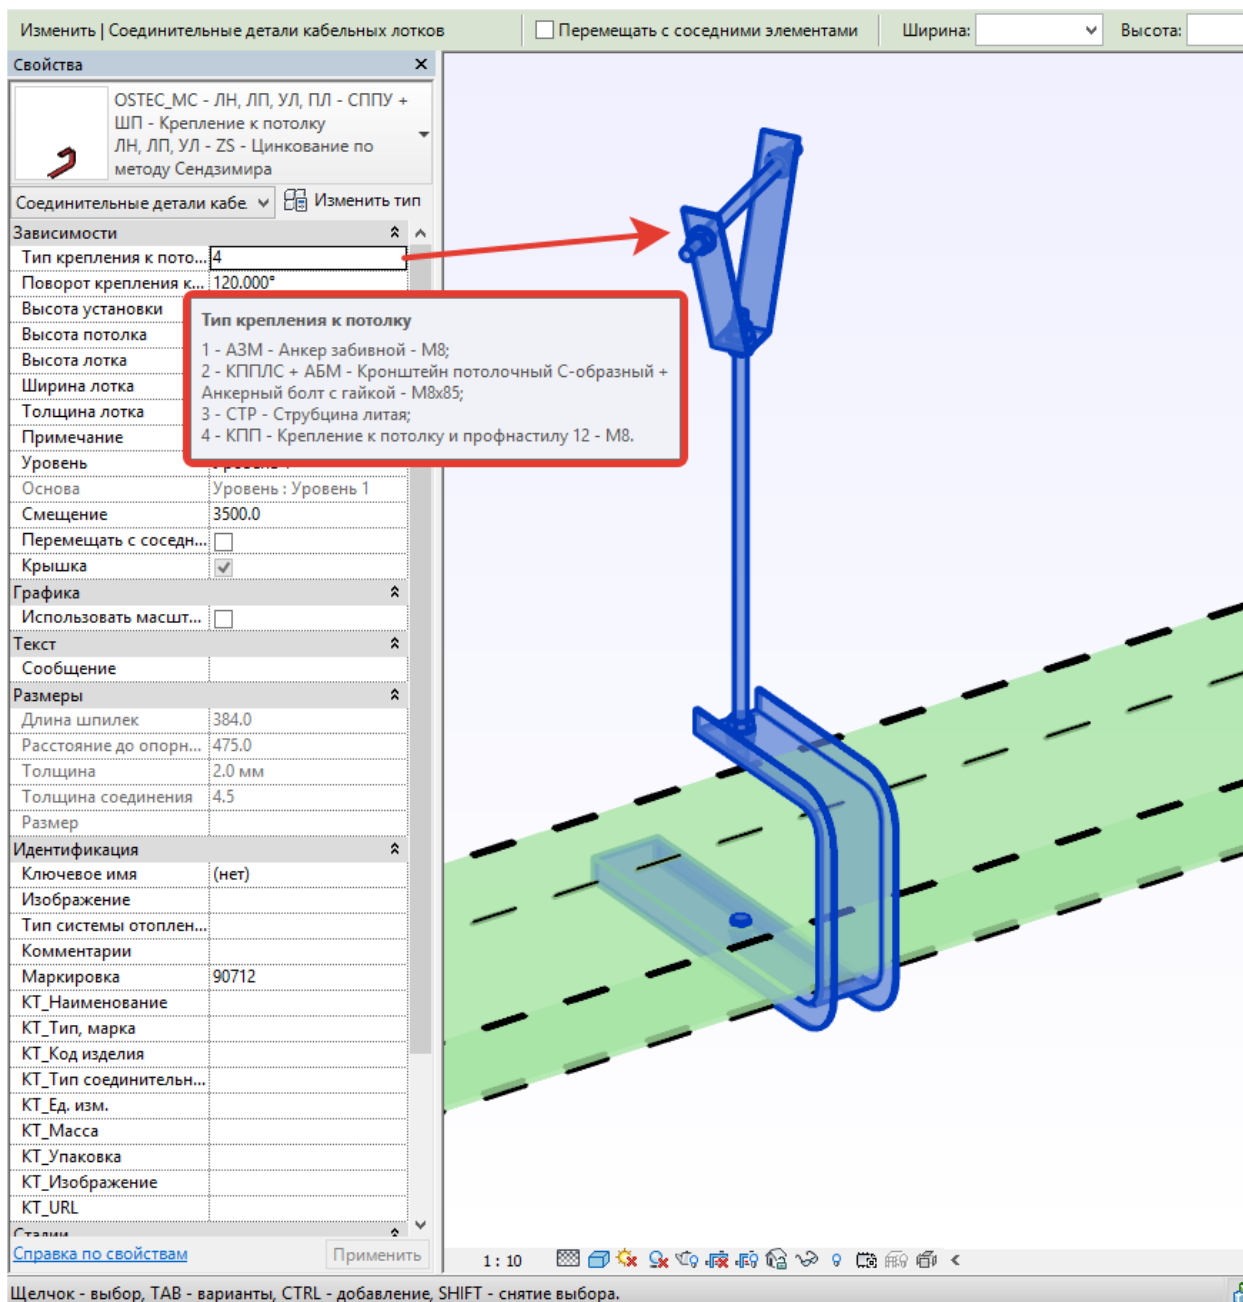 Изменить | Соединительные детали кабельных лотков
Перемещать с соседними элементами
Ширина:
Высота:
Свойства
OSTEC_МС - ЛН, ЛП, УЛ, ПЛ - СППУ +
ШП - Крепление к потолку
ЛН, ЛП, УЛ - ZS - Цинкование по
методу Сендзимира
Соединительные детали кабе
Изменить тип
Зависимости
Тип крепления к пото... 4
Поворот крепления к... 120.000°
Высота установки
Высота потолка
Высота лотка
Ширина лотка
Толщина лотка
Примечание
Уровень
Основа Уровень : Уровень 1
Смещение 3500.0
Перемещать с соседн...
Крышка
Тип крепления к потолку
1 - АЗМ - Анкер забивной - М8;
2 - КППЛС + АБМ - Кронштейн потолочный С-образный +
Анкерный болт с гайкой - М8х85;
3 - СТР - Струбцина литая;
4 - КПП - Крепление к потолку и профнастилу 12 - М8.
Графика
Использовать масшт...
Текст
Сообщение
Размеры
Длина шпилек 384.0
Расстояние до опорн... 475.0
Толщина 2.0 мм
Толщина соединения 4.5
Размер
Идентификация
Ключевое имя (нет)
Изображение
Тип системы отоплен...
Комментарии
Маркировка 90712
КТ_Наименование
КТ_Тип, марка
КТ_Код изделия
КТ_Тип соединительн...
КТ_Ед. изм.
КТ_Масса
КТ_Упаковка
КТ_Изображение
КТ_URL
Стадии
Справка по свойствам
Применить
1 : 10
Щелчок - выбор, TAB - варианты, CTRL - добавление, SHIFT - снятие выбора.